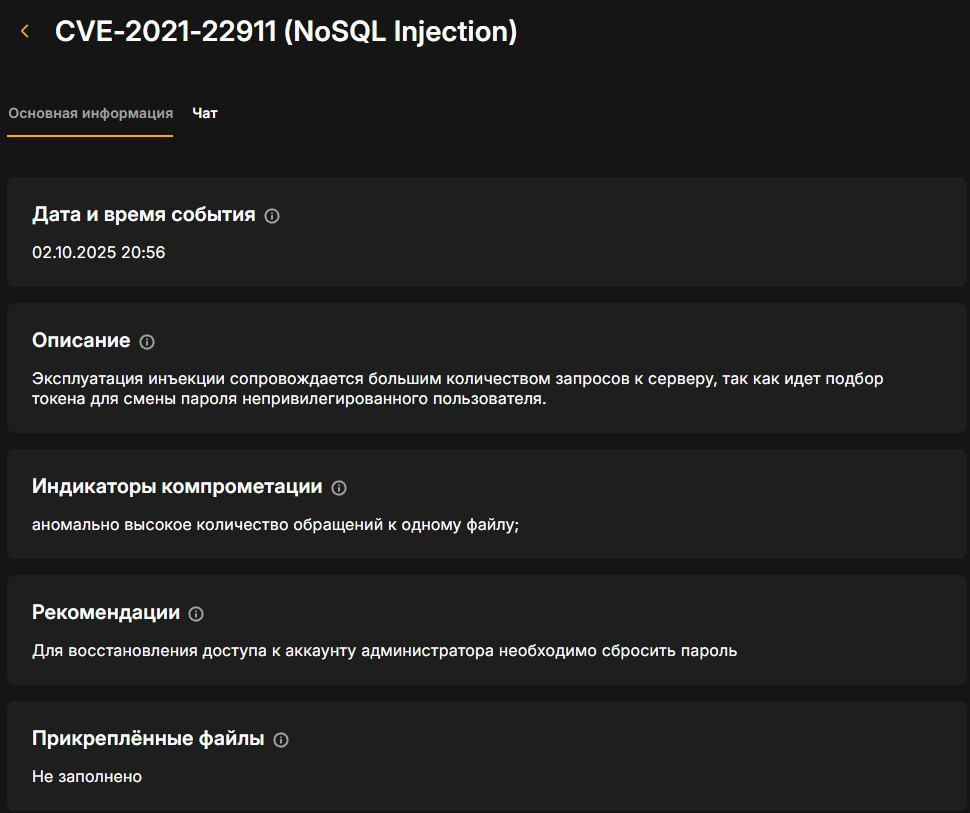 CVE-2021-22911 (NoSQL Injection)
Основная информация Чат
Дата и время события
02.10.2025 20:56
Описание
Эксплуатация инъекции сопровождается большим количеством запросов к серверу, так как идет подбор
токена для смены пароля непривилегированного пользователя.
Индикаторы компрометации
аномально высокое количество обращений к одному файлу;
Рекомендации
Для восстановления доступа к аккаунту администратора необходимо сбросить пароль
Прикреплённые файлы
Не заполнено